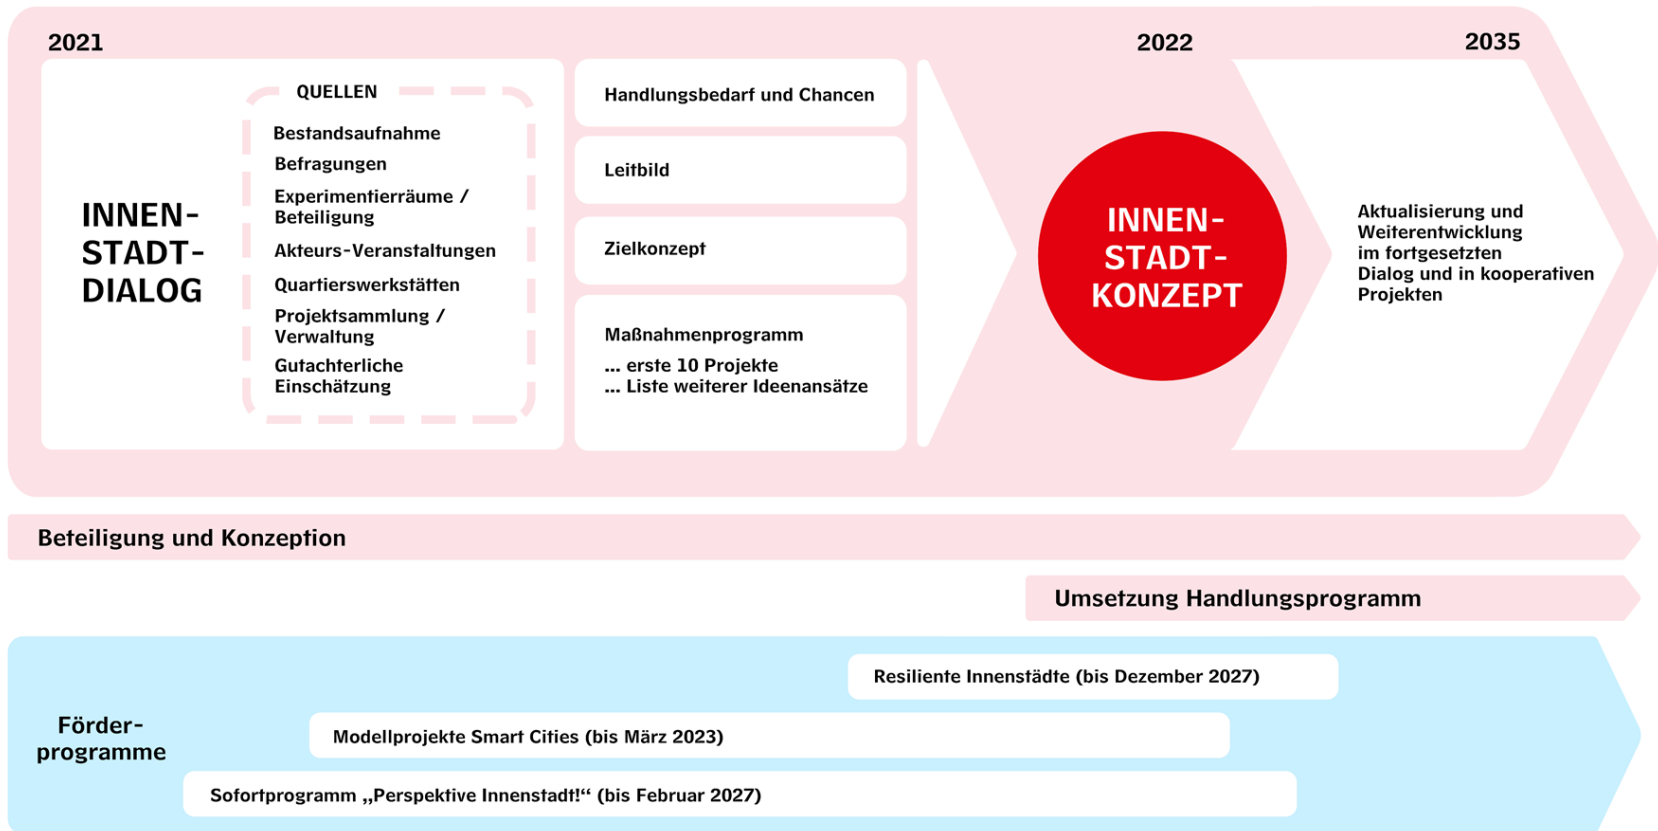 2021
2022
2035
INNEN-
STADT-
DIALOG
QUELLEN
Bestandsaufnahme
Befragungen
Experimentierräume /
Beteiligung
Akteurs-Veranstaltungen
Quartierswerkstätten
Projektsammlung /
Verwaltung
Gutachterliche
Einschätzung
Handlungsbedarf und Chancen
Leitbild
Zielkonzept
Maßnahmenprogramm
... erste 10 Projekte
... Liste weiterer Ideenansätze
INNEN-
STADT-
KONZEPT
Aktualisierung und
Weiterentwicklung
im fortgesetzten
Dialog und in kooperativen
Projekten
Beteiligung und Konzeption
Umsetzung Handlungsprogramm
Förder-
programme
Resiliente Innenstädte (bis Dezember 2027)
Modellprojekte Smart Cities (bis März 2023)
Sofortprogramm „Perspektive Innenstadt!“ (bis Februar 2027)